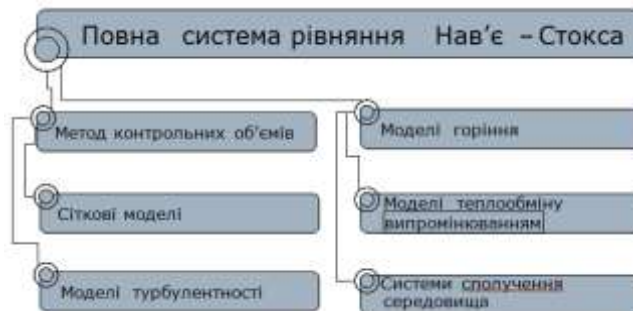 Повна система рівняння Нав'є – Стокса
Метод контрольних об'ємів
Сіткові моделі
Моделі турбулентності
Моделі горіння
Моделі теплообміну
випромінюванням
Системи сполучення
середовища